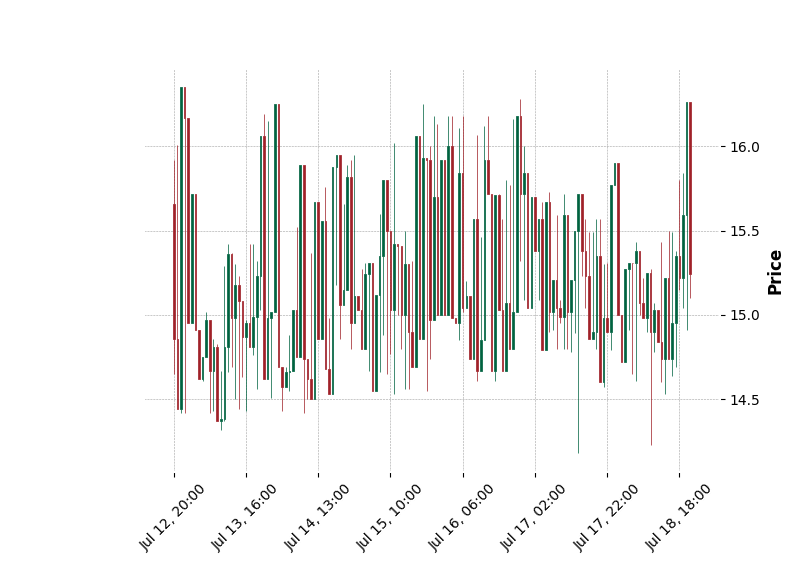 16.0
15.5
15.0
14.5
Price
Jul 12, 20:00
Jul 13, 16:00
Jul 14, 13:00
Jul 15, 10:00
Jul 16, 06:00
Jul 17, 02:00
Jul 17, 22:00
Jul 18, 18:00